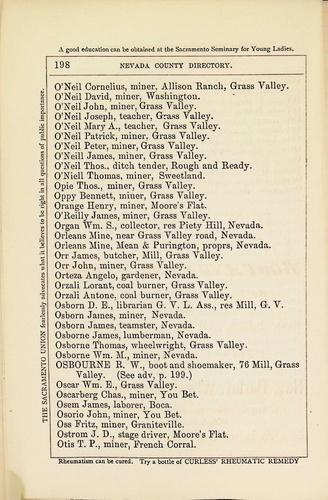 A good education can be obtained at the Sacramento Seminary for Young Ladies.
198 NEVADA COUNTY DIRECTORY.
O'Neil Cornelius, miner, Allison Ranch, Grass Valley.
O'Neil David, miner, Washington.
O'Neil John, miner, Grass Valley.
O'Neil Joseph, teacher, Grass Valley.
O'Neil Mary A., teacher, Grass Valley.
O'Neil Patrick, miner, Grass Valley.
O'Neil Peter, miner, Grass Valley.
O'Neill James, miner, Grass Valley.
O'Neil Thos., ditch tender, Rough and Ready.
O'Niell Thomas, miner, Sweetland.
Opie Thos., miner, Grass Valley.
Oppy Bennett, miner, Grass Valley.
Orange Henry, miner, Moore's Flat.
O'Reilly James, miner, Grass Valley.
Organ Wm. S., collector, res Piety Hill, Nevada.
Orleans Mine, near Grass Valley road, Nevada.
Orleans Mine, Mean & Purington, proprs, Nevada.
Orr James, butcher, Mill, Grass Valley.
Orr John, miner, Grass Valley.
Orteza Angelo, gardener, Nevada.
Orzali Lorant, coal burner, Grass Valley.
Orzali Antone, coal burner, Grass Valley.
Osborn D. E., librarian G. V. L. Ass., res Mill, G. V.
Osborn James, miner, Nevada.
Osborn James, teamster, Nevada.
Osborne James, lumberman, Nevada.
Osborne Thomas, wheelwright, Grass Valley.
Osborne Wm. M., miner, Nevada.
OSBOURNE R. W., boot and shoemaker, 76 Mill, Grass
Valley. (See adv, p. 199.)
Oscar Wm. E., Grass Valley.
Oscarberg Chas., miner, You Bet.
Osem James, laborer, Boca.
Osorio John, miner, You Bet.
Oss Fritz, miner, Graniteville.
Ostrom J. D., stage driver, Moore's Flat.
Otis T. P., miner, French Corral.
Rheumatism can be cured. Try a bottle of CURLESS' RHEUMATIC REMEDY
THE SACRAMENTO UNION fearlessly advocates what it believes to be right in all questions of public importance.